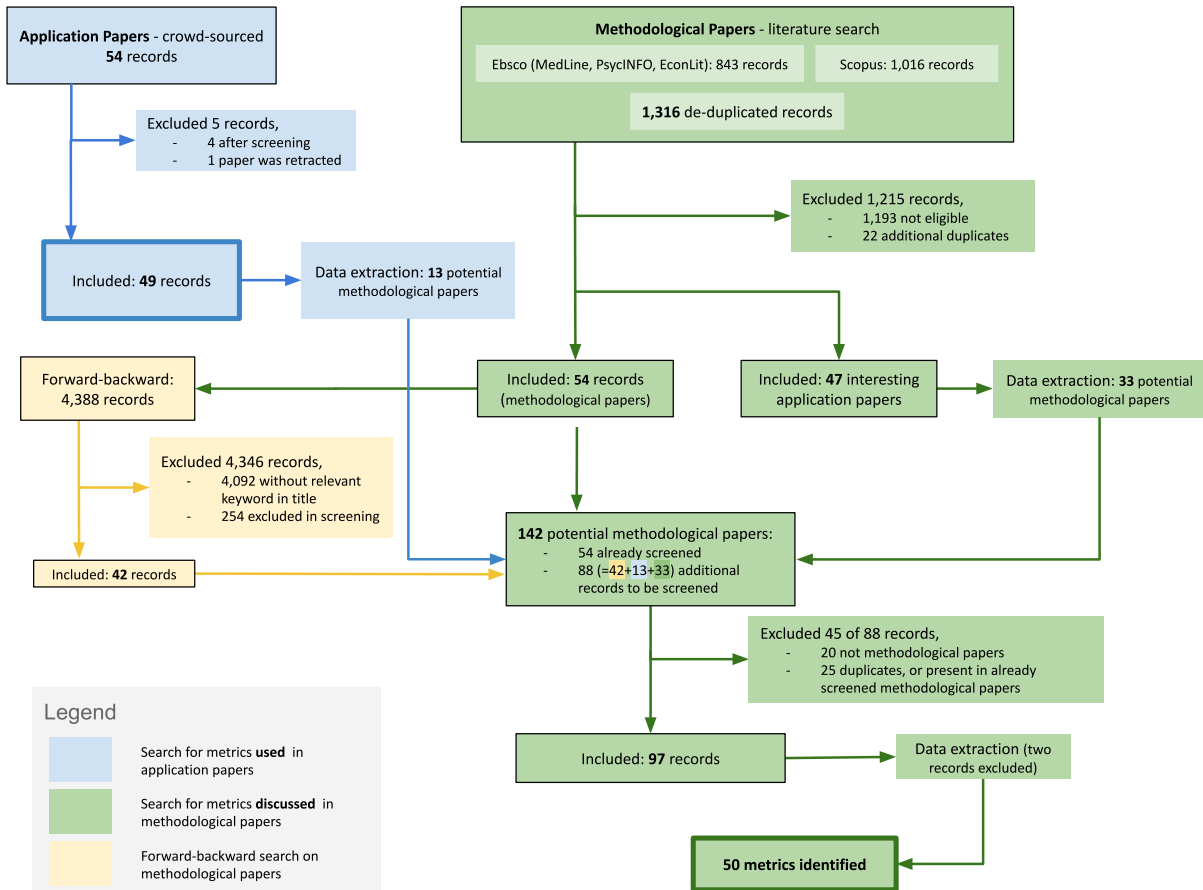 Application Papers - crowd-sourced
54 records
Methodological Papers - literature search
Ebsco (MedLine, PsycINFO, EconLit): 843 records
Scopus: 1,016 records
1,316 de-duplicated records
Excluded 5 records,
- 4 after screening
- 1 paper was retracted
Excluded 1,215 records,
- 1,193 not eligible
- 22 additional duplicates
Included: 49 records
Data extraction: 13 potential
methodological papers
Forward-backward:
4,388 records
Included: 54 records
(methodological papers)
Included: 47 interesting
application papers
Data extraction: 33 potential
methodological papers
Excluded 4,346 records,
- 4,092 without relevant
keyword in title
- 254 excluded in screening
Included: 42 records
142 potential methodological papers:
- 54 already screened
- 88 (=42+13+33) additional
records to be screened
Excluded 45 of 88 records,
- 20 not methodological papers
- 25 duplicates, or present in already
screened methodological papers
Included: 97 records
Data extraction (two
records excluded)
50 metrics identified
Legend
Search for metrics used in
application papers
Search for metrics discussed in
methodological papers
Forward-backward search on
methodological papers